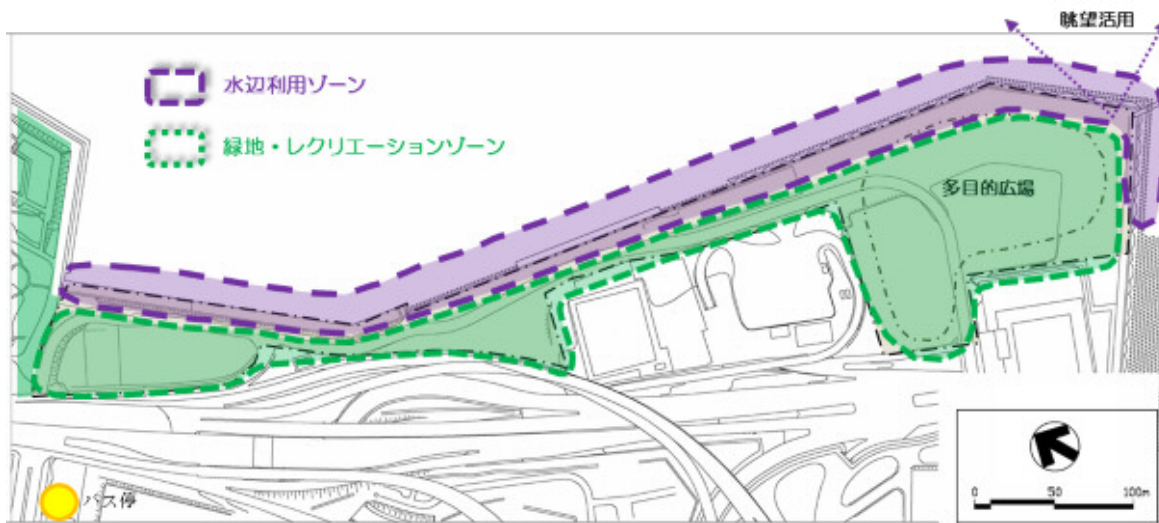 眺望活用
水辺利用ゾーン
緑地・レクリエーションゾーン
多目的広場
バス停
0 50 100m